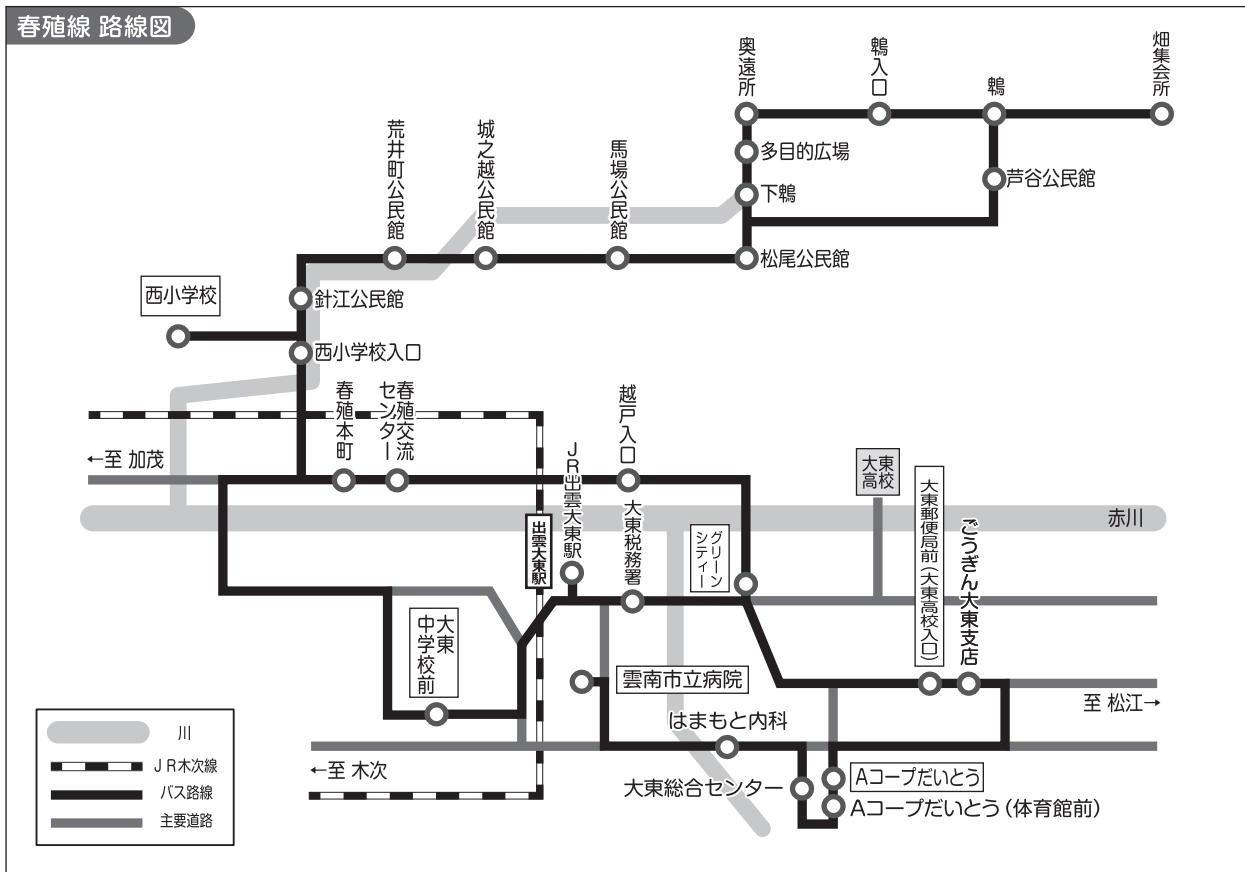 春殖線 路線図
奥遠所
鵯入口
鵯
畑集会所
荒井町公民館
城之越公民館
馬場公民館
多目的広場
芦谷公民館
下鵯
松尾公民館
西小学校
針江公民館
西小学校入口
春殖本町
春殖交流
センター
越戸入口
←至 加茂
JR出雲大東駅
大東
高校
大東郵便局前(大東高校入口)
ごうぎん大東支店
赤川
出雲大東駅
大東税務署
グリーン
シティー
大東
中学校前
雲南市立病院
至 松江→
はまもと内科
←至 木次
大東総合センター
Aコープだいとう
Aコープだいとう(体育館前)
川
JR木次線
バス路線
主要道路